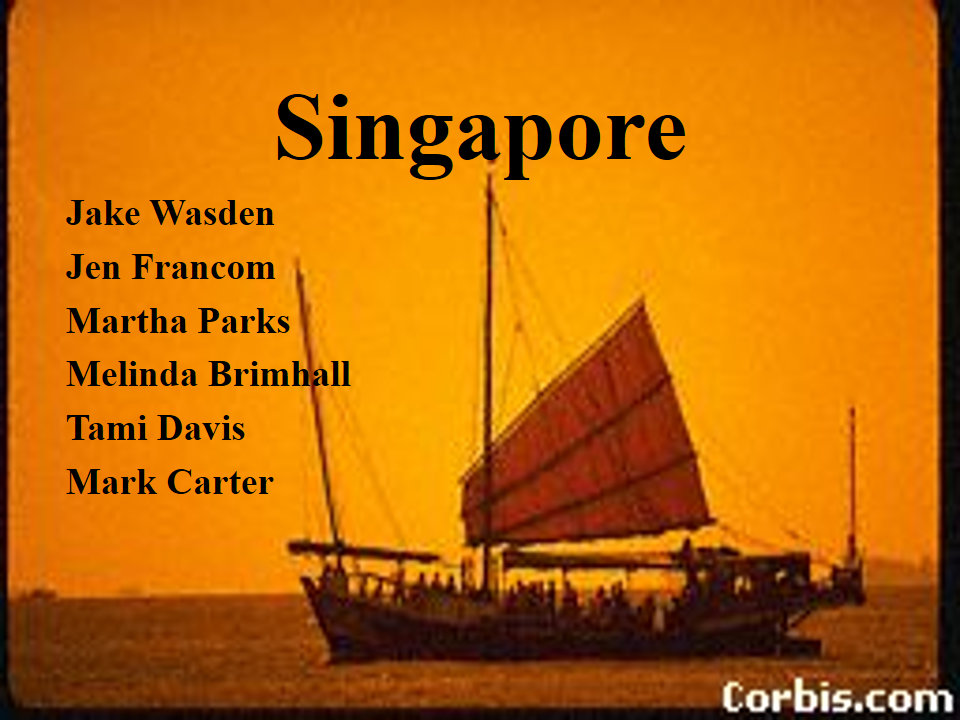 Singapore
Jake Wasden
Jen Francom
Martha Parks
Melinda Brimhall
Tami Davis
Mark Carter
Corbis.com